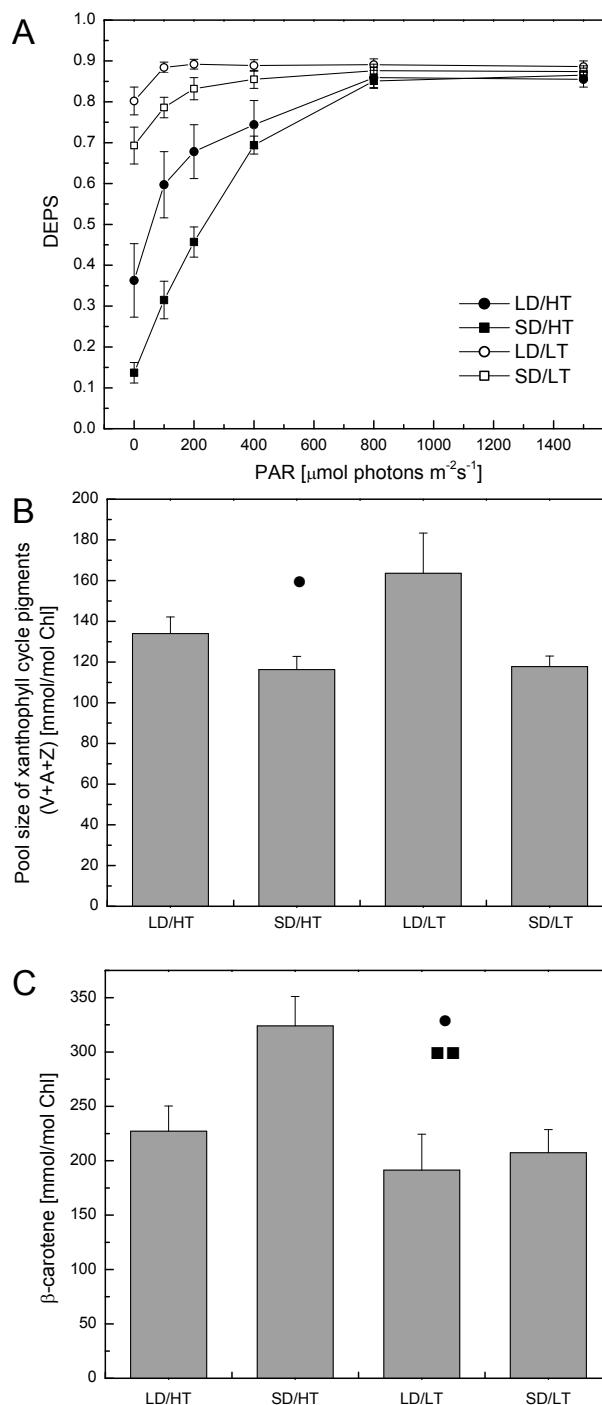 A
1.0
0.9
0.8
0.7
0.6
0.5
0.4
0.3
0.2
0.1
0.0
DEPS
LD/HT
SD/HT
LD/LT
SD/LT
0 200 400 600 800 1000 1200 1400
PAR [μmol photons m⁻²s⁻¹]
B
200
180
160
140
120
100
80
60
40
20
0
Pool size of xanthophyll cycle pigments
(V+A+Z) [mmol/mol Chl]
LD/HT SD/HT LD/LT SD/LT
C
350
300
250
200
150
100
50
0
β-carotene [mmol/mol Chl]
LD/HT SD/HT LD/LT SD/LT